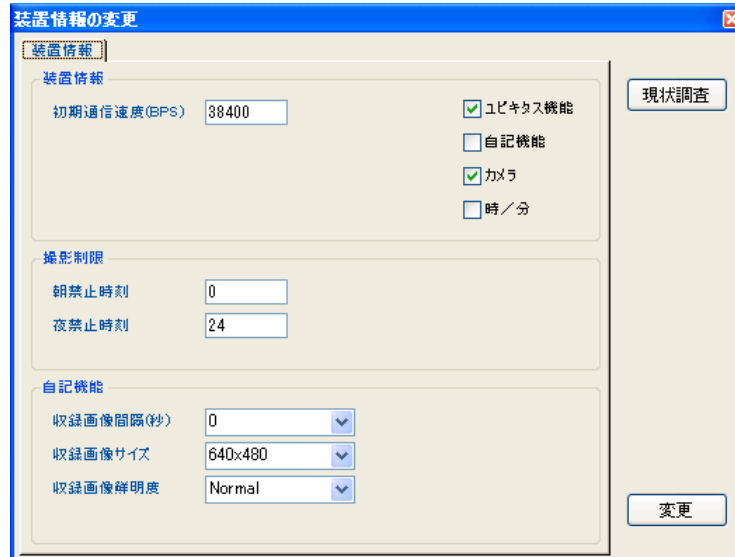 装置情報の変更
装置情報
装置情報
初期通信速度(BPS) 38400
ユピキタス機能
自記機能
カメラ
時／分
現状調査
撮影制限
朝禁止時刻 0
夜禁止時刻 24
自記機能
収録画像間隔(秒) 0
収録画像サイズ 640x480
収録画像鮮明度 Normal
変更